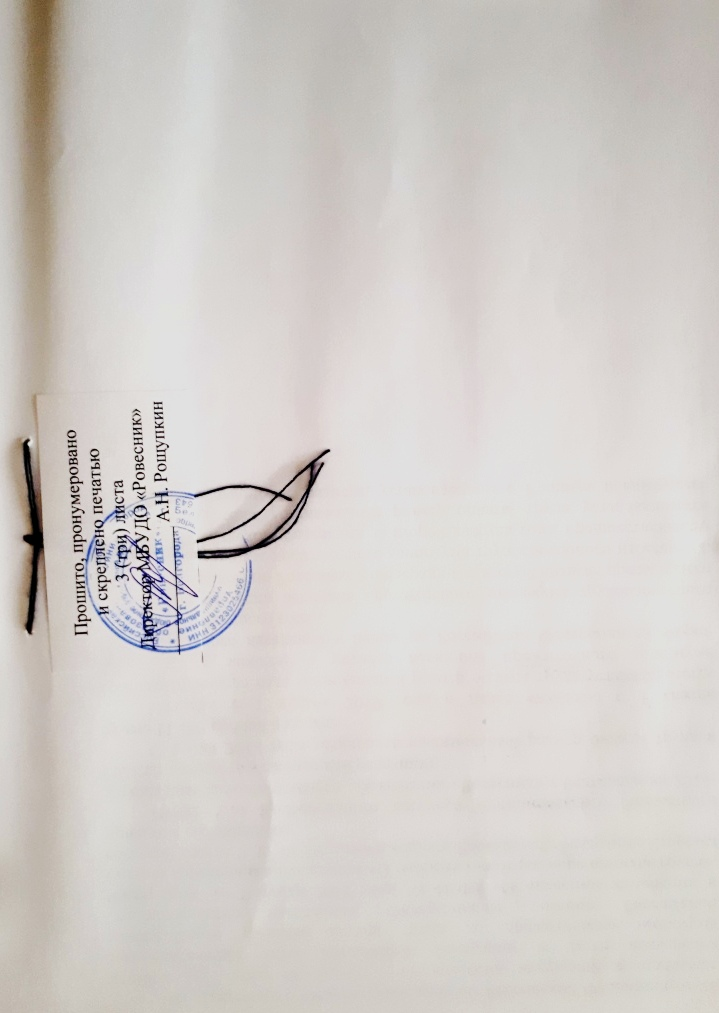 Прошито, пронумеровано
и скреплено печатью
3 (три) листа
Директор МБУДО «Ровесник»
А.Н. Рощупкин